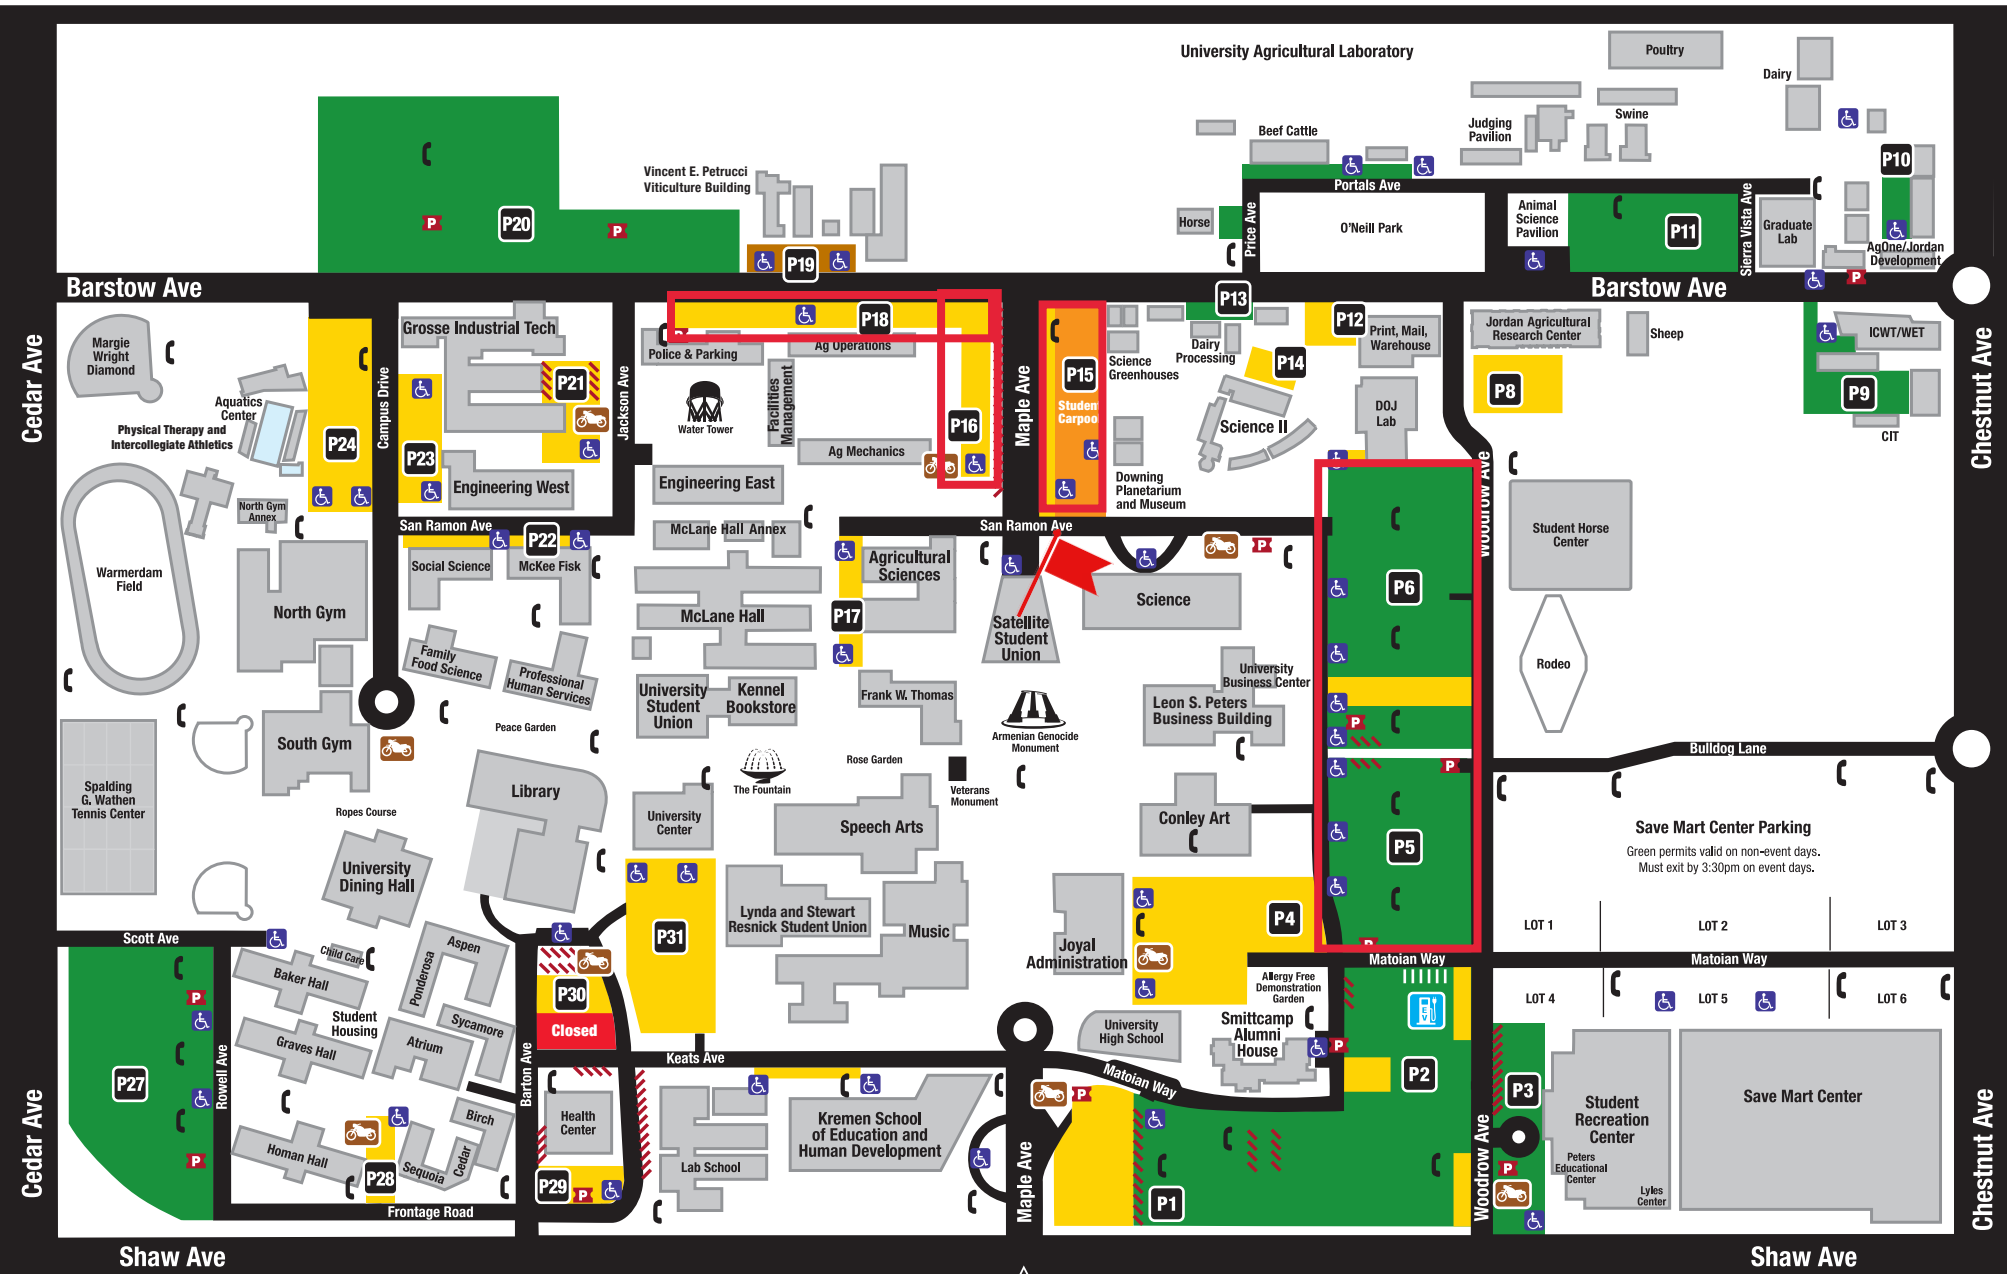 University Agricultural Laboratory
Poultry
Dairy
Swine
Judging
Pavilion
Beef Cattle
P10
Vincent E. Petrucci
Viticulture Building
Portals Ave
P20
P
P
P19
Horse
Price Ave
O'Neill Park
Animal
Science
Pavilion
P11
Sierra Vista Ave
Graduate
Lab
AgOne/Jordan
Development
P
Barstow Ave
Barstow Ave
P13
Cedar Ave
Margie
Wright
Diamond
Grosse Industrial Tech
P18
Police & Parking
Ag Operations
P15
Student
Carpool
Science
Greenhouses
Dairy
Processing
P12
Print, Mail,
Warehouse
P14
Jordan Agricultural
Research Center
Sheep
ICWT/WET
P8
P9
CIT
Chestnut Ave
Campus Drive
P21
Jackson Ave
Water Tower
Facilities
Management
P16
Maple Ave
DOJ
Lab
Science II
Aquatics
Center
Physical Therapy and
Intercollegiate Athletics
P24
P23
Ag Mechanics
Engineering West
Engineering East
Downing
Planetarium
and Museum
Woodrow Ave
North Gym
Annex
San Ramon Ave
P22
McLane Hall Annex
San Ramon Ave
P
Student Horse
Center
Warmerdam
Field
Social Science
McKee Fisk
Agricultural
Sciences
P6
North Gym
McLane Hall
P17
Satellite
Student
Union
Science
Rodeo
Family
Food Science
Professional
Human Services
University
Student
Union
Kennel
Bookstore
Frank W. Thomas
University
Business Center
Leon S. Peters
Business Building
P
Peace Garden
Armenian Genocide
Monument
South Gym
Bulldog Lane
Rose Garden
The Fountain
Veterans
Monument
P
Spalding
G. Wathen
Tennis Center
Library
Ropes Course
University
Center
Speech Arts
Conley Art
P5
Save Mart Center Parking
Green permits valid on non-event days.
Must exit by 3:30pm on event days.
University
Dining Hall
Lynda and Stewart
Resnick Student Union
Music
P4
LOT 1
LOT 2
LOT 3
Scott Ave
Child Care
Aspen
Ponderosa
P31
Joyal
Administration
P
Matoian Way
Matoian Way
Baker Hall
P30
Closed
Allergy Free
Demonstration
Garden
LOT 4
LOT 5
LOT 6
P
Student
Housing
Sycamore
Atrium
Graves Hall
University
High School
Smittcamp
Alumni
House
P
EV
P27
Rowell Ave
Barton Ave
Keats Ave
Matoian Way
P2
P3
Cedar Ave
Birch
Health
Center
P
Kremen School
of Education and
Human Development
Student
Recreation
Center
Save Mart Center
Chestnut Ave
Homan Hall
P
Sequoia
Cedar
Lab School
Maple Ave
Woodrow Ave
Peters
Educational
Center
P
P28
P29
P
P1
Lyles
Center
Frontage Road
Shaw Ave
Shaw Ave